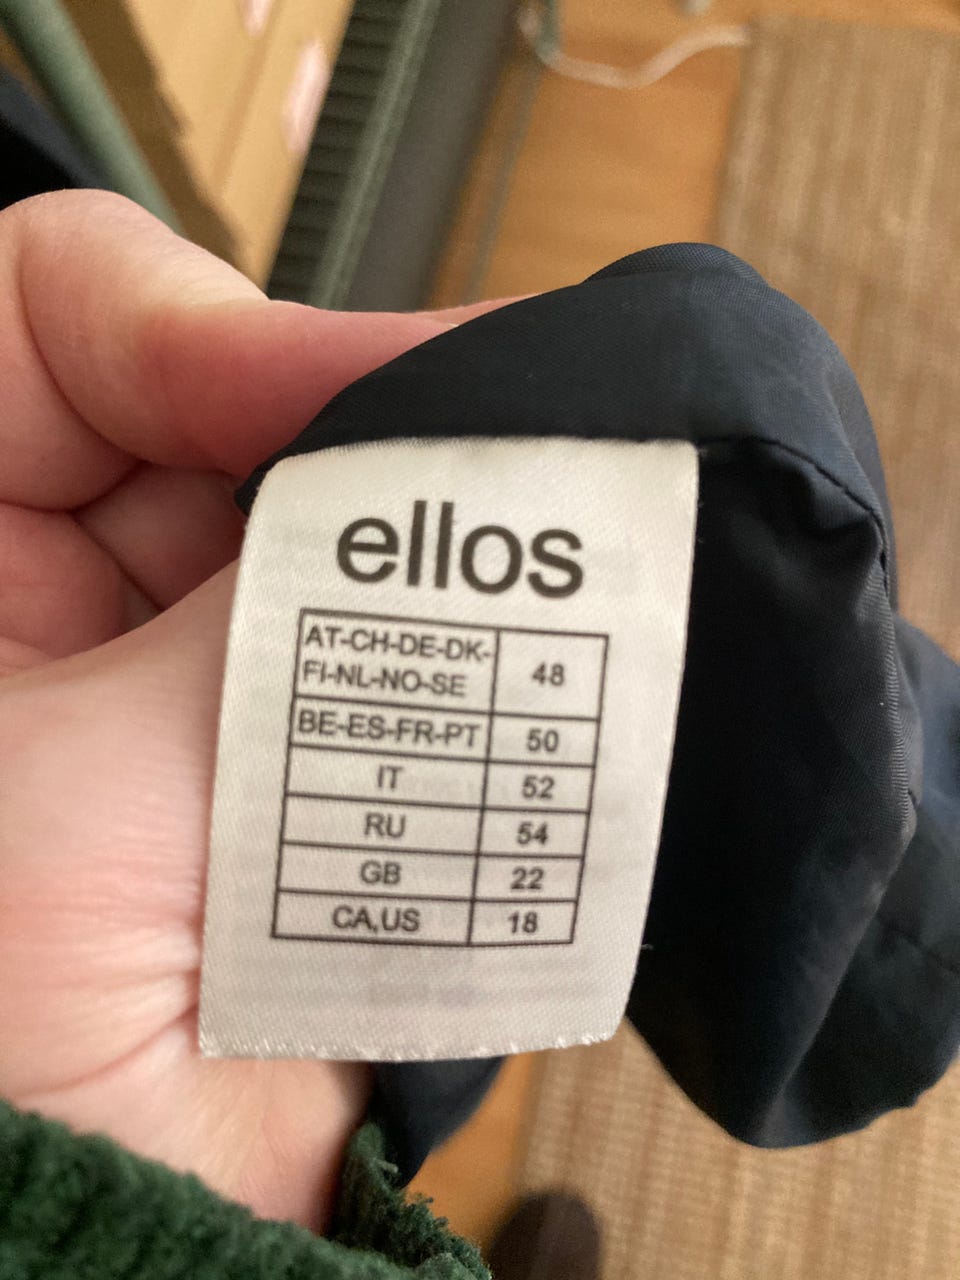 ellos
AT-CH-DE-DK-
FI-NL-NO-SE 48
BE-ES-FR-PT 50
IT 52
RU 54
GB 22
CA,US 18